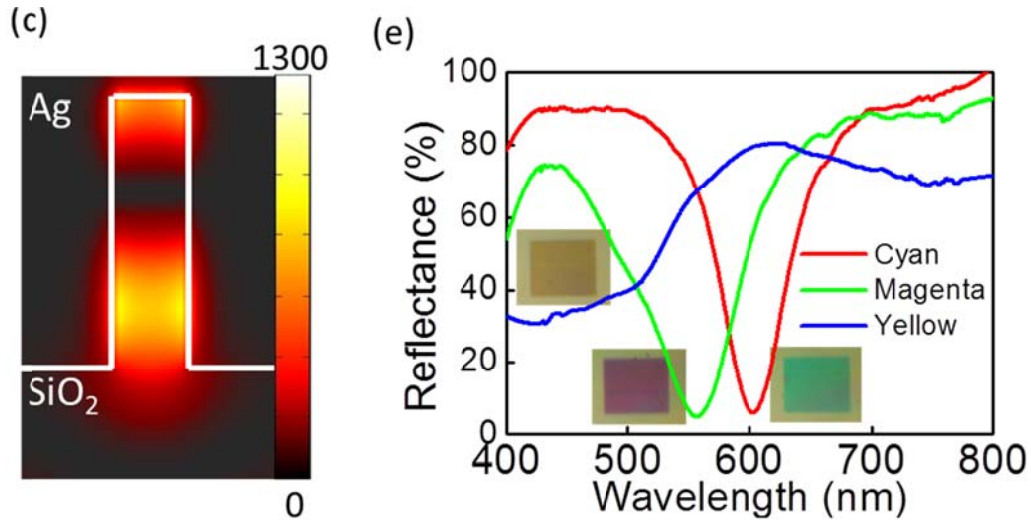 (c)
1300
Ag
SiO₂
0
(e)
Reflectance (%)
100
80
60
40
20
0
Cyan
Magenta
Yellow
400 500 600 700 800
Wavelength (nm)